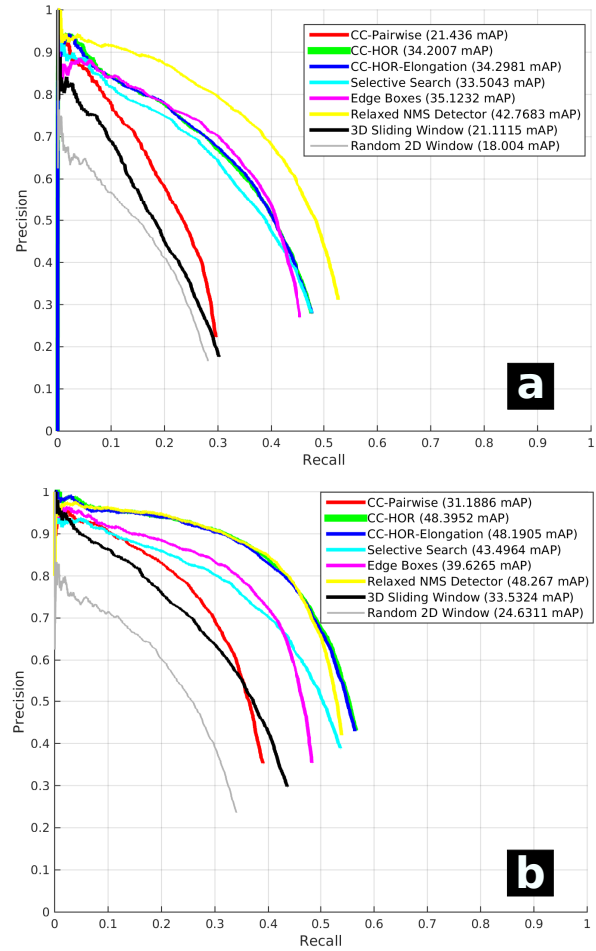 1
0.9
0.8
0.7
0.6
0.5
0.4
0.3
0.2
0.1
0
Precision
CC-Pairwise (21.436 mAP)
CC-HOR (34.2007 mAP)
CC-HOR-Elongation (34.2981 mAP)
Selective Search (33.5043 mAP)
Edge Boxes (35.1232 mAP)
Relaxed NMS Detector (42.7683 mAP)
3D Sliding Window (21.1115 mAP)
Random 2D Window (18.004 mAP)
a
0 0.1 0.2 0.3 0.4 0.5 0.6 0.7 0.8 0.9 1
Recall
1
0.9
0.8
0.7
0.6
0.5
0.4
0.3
0.2
0.1
0
Precision
CC-Pairwise (31.1886 mAP)
CC-HOR (48.3952 mAP)
CC-HOR-Elongation (48.1905 mAP)
Selective Search (43.4964 mAP)
Edge Boxes (39.6265 mAP)
Relaxed NMS Detector (48.267 mAP)
3D Sliding Window (33.5324 mAP)
Random 2D Window (24.6311 mAP)
b
0 0.1 0.2 0.3 0.4 0.5 0.6 0.7 0.8 0.9 1
Recall